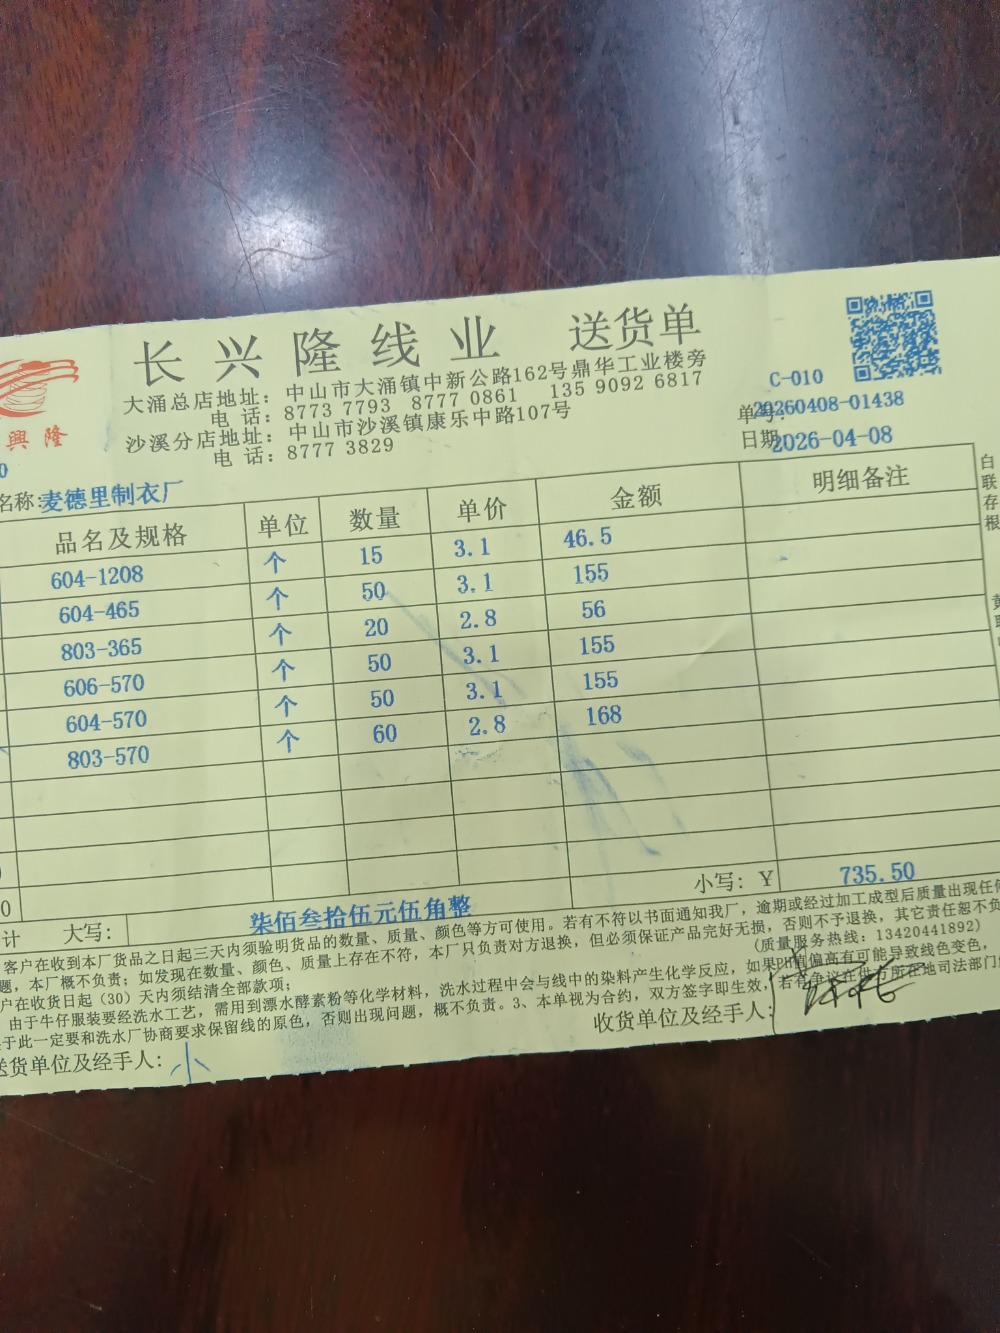 长兴隆线业 送货单
大涌总店地址：中山市大涌镇中新公路162号鼎华工业楼旁
电 话：8773 7793 8777 0861 135 9092 6817
沙溪分店地址：中山市沙溪镇康乐中路107号
电 话：8777 3829
興 隆
C-010
单号：20260408-01438
日期：2026-04-08
名称：麦德里制衣厂
品名及规格 单位 数量 单价 金额 明细备注
604-1208 个 15 3.1 46.5
604-465 个 50 3.1 155
803-365 个 20 2.8 56
606-570 个 50 3.1 155
604-570 个 50 3.1 155
803-570 个 60 2.8 168
白联存根
小写：Y 735.50
计 大写：柒佰叁拾伍元伍角整
客户在收到本厂货品之日起三天内须验明货品的数量、质量、颜色等方可使用。若有不符以书面通知我厂，逾期或经过加工成型后质量出现任何
题，本厂概不负责；如发现在数量、颜色、质量上存在不符，本厂只负责对方退换，但必须保证产品完好无损，否则不予退换，其它责任恕不负
户在收货日起（30）天内须结清全部款项； （质量服务热线：13420441892）
由于牛仔服装要经洗水工艺，需用到漂水酵素粉等化学材料，洗水过程中会与线中的染料产生化学反应，如果PH值偏高有可能导致线色变色，
于此一定要和洗水厂协商要求保留线的原色，否则出现问题，概不负责。3、本单视为合约，双方签字即生效，若有争议在供方所在地司法部门
送货单位及经手人：小
收货单位及经手人：